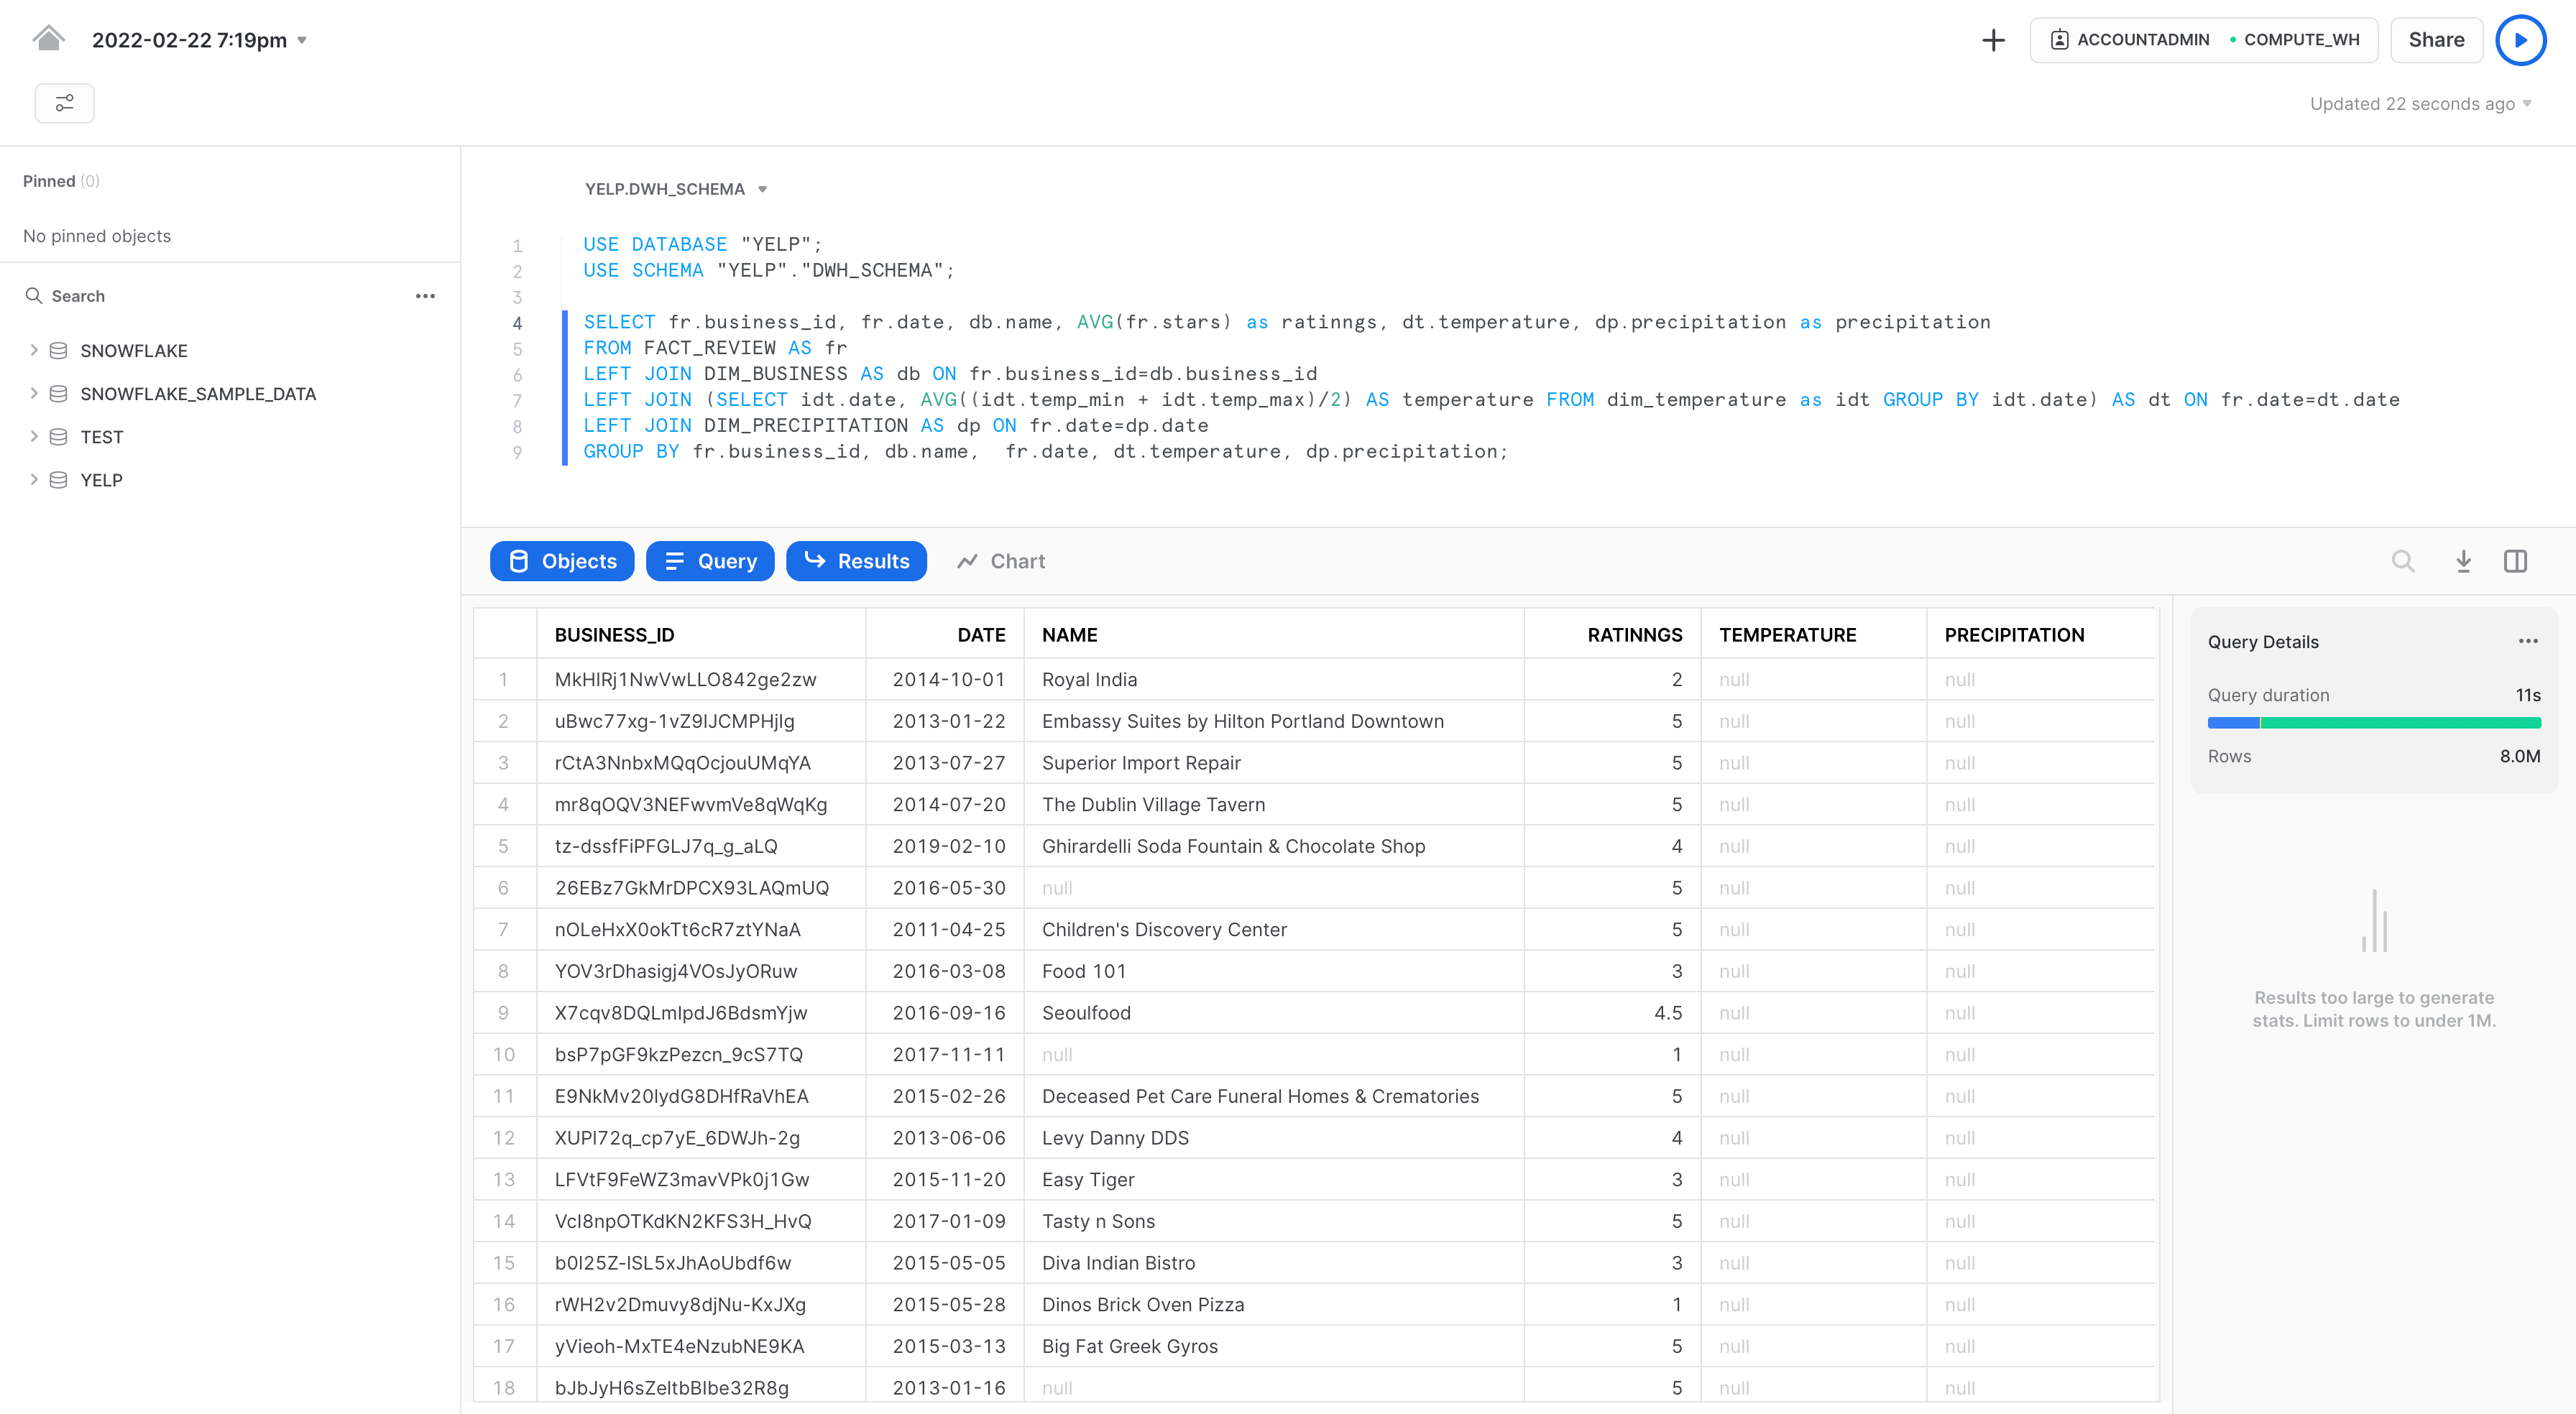 2022-02-22 7:19pm
ACCOUNTADMIN COMPUTE_WH
Share
Updated 22 seconds ago
Pinned (0)
No pinned objects
Search
SNOWFLAKE
SNOWFLAKE_SAMPLE_DATA
TEST
YELP
YELP.DWH_SCHEMA
1 USE DATABASE "YELP";
2 USE SCHEMA "YELP"."DWH_SCHEMA";
3
4 SELECT fr.business_id, fr.date, db.name, AVG(fr.stars) as ratinngs, dt.temperature, dp.precipitation as precipitation
5 FROM FACT_REVIEW AS fr
6 LEFT JOIN DIM_BUSINESS AS db ON fr.business_id=db.business_id
7 LEFT JOIN (SELECT idt.date, AVG((idt.temp_min + idt.temp_max)/2) AS temperature FROM dim_temperature as idt GROUP BY idt.date) AS dt ON fr.date=dt.date
8 LEFT JOIN DIM_PRECIPITATION AS dp ON fr.date=dp.date
9 GROUP BY fr.business_id, db.name,  fr.date, dt.temperature, dp.precipitation;
Objects Query Results Chart
BUSINESS_ID DATE NAME RATINNGS TEMPERATURE PRECIPITATION
1 MkHIRj1NwVwLLO842ge2zw 2014-10-01 Royal India 2 null null
2 uBwc77xg-1vZ9lJCMPHjlg 2013-01-22 Embassy Suites by Hilton Portland Downtown 5 null null
3 rCtA3NnbxMQqOcjouUMqYA 2013-07-27 Superior Import Repair 5 null null
4 mr8qOQV3NEFwvmVe8qWqKg 2014-07-20 The Dublin Village Tavern 5 null null
5 tz-dssfFiPFGLJ7q_g_aLQ 2019-02-10 Ghirardelli Soda Fountain & Chocolate Shop 4 null null
6 26EBz7GkMrDPCX93LAQmUQ 2016-05-30 null 5 null null
7 nOLeHxX0okTt6cR7ztYNaA 2011-04-25 Children's Discovery Center 5 null null
8 YOV3rDhasigj4VOsJyORuw 2016-03-08 Food 101 3 null null
9 X7cqv8DQLmIpdJ6BdsmYjw 2016-09-16 Seoulfood 4.5 null null
10 bsP7pGF9kzPezcn_9cS7TQ 2017-11-11 null 1 null null
11 E9NkMv20lydG8DHfRaVhEA 2015-02-26 Deceased Pet Care Funeral Homes & Crematories 5 null null
12 XUPI72q_cp7yE_6DWJh-2g 2013-06-06 Levy Danny DDS 4 null null
13 LFVtF9FeWZ3mavVPk0j1Gw 2015-11-20 Easy Tiger 3 null null
14 VcI8npOTKdKN2KFS3H_HvQ 2017-01-09 Tasty n Sons 5 null null
15 b0I25Z-ISL5xJhAoUbdf6w 2015-05-05 Diva Indian Bistro 3 null null
16 rWH2v2Dmuvy8djNu-KxJXg 2015-05-28 Dinos Brick Oven Pizza 1 null null
17 yVieoh-MxTE4eNzubNE9KA 2015-03-13 Big Fat Greek Gyros 5 null null
18 bJbJyH6sZeltbBIbe32R8g 2013-01-16 null 5 null null
Query Details
Query duration 11s
Rows 8.0M
Results too large to generate
stats. Limit rows to under 1M.